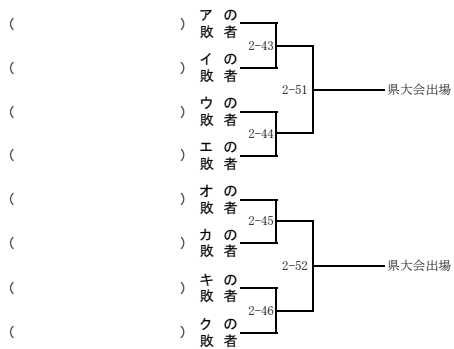 (　　　　) アの敗者
2-43
(　　　　) イの敗者
2-51 県大会出場
(　　　　) ウの敗者
2-44
(　　　　) エの敗者
(　　　　) オの敗者
2-45
(　　　　) カの敗者
2-52 県大会出場
(　　　　) キの敗者
2-46
(　　　　) クの敗者